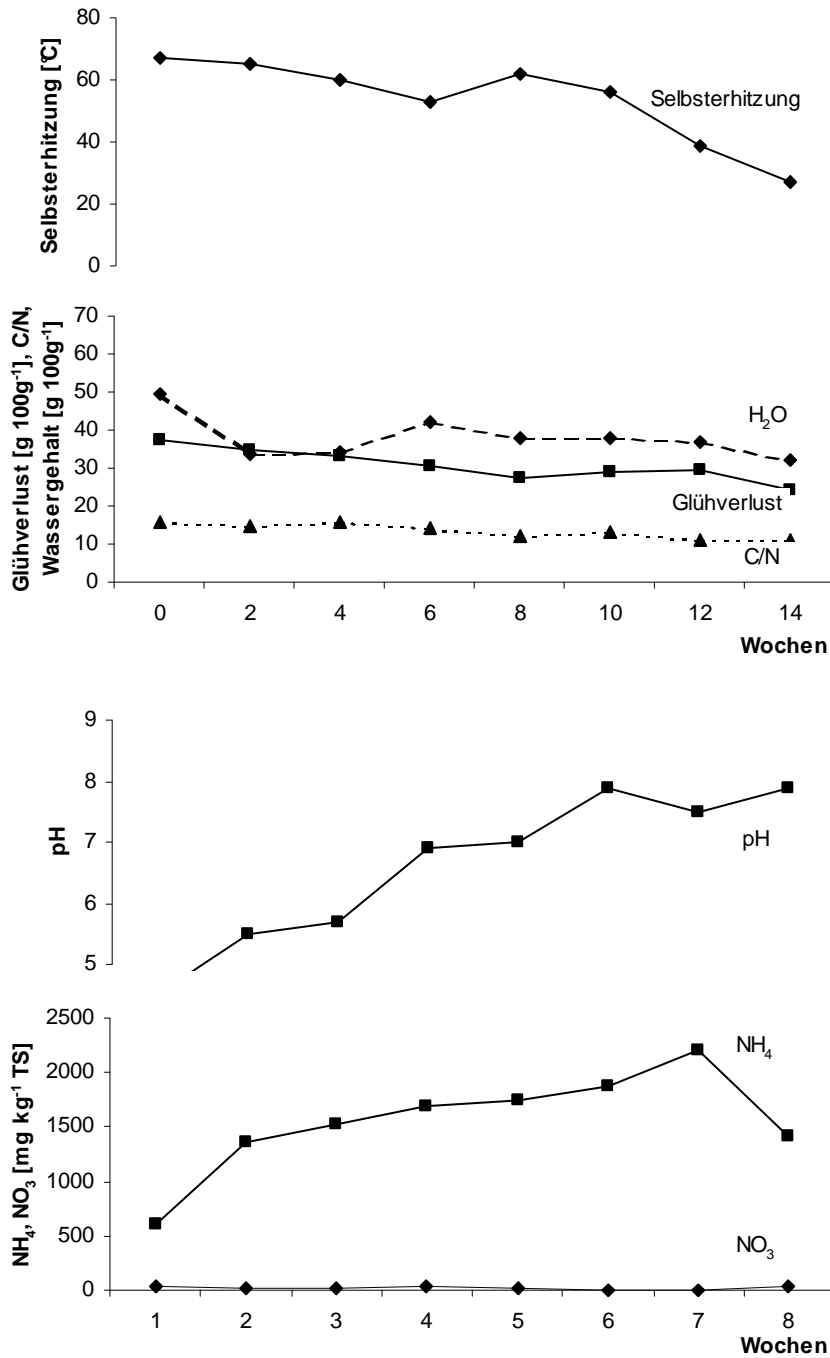 Selbsterhitzung [°C]
80
60
40
20
0
Selbsterhitzung
Glühverlust [g 100g⁻¹], C/N,
Wassergehalt [g 100g⁻¹]
70
60
50
40
30
20
10
0
H₂O
Glühverlust
C/N
0 2 4 6 8 10 12 14
Wochen
pH
9
8
7
6
5
pH
NH₄, NO₃ [mg kg⁻¹ TS]
2500
2000
1500
1000
500
0
NH₄
NO₃
1 2 3 4 5 6 7 8
Wochen